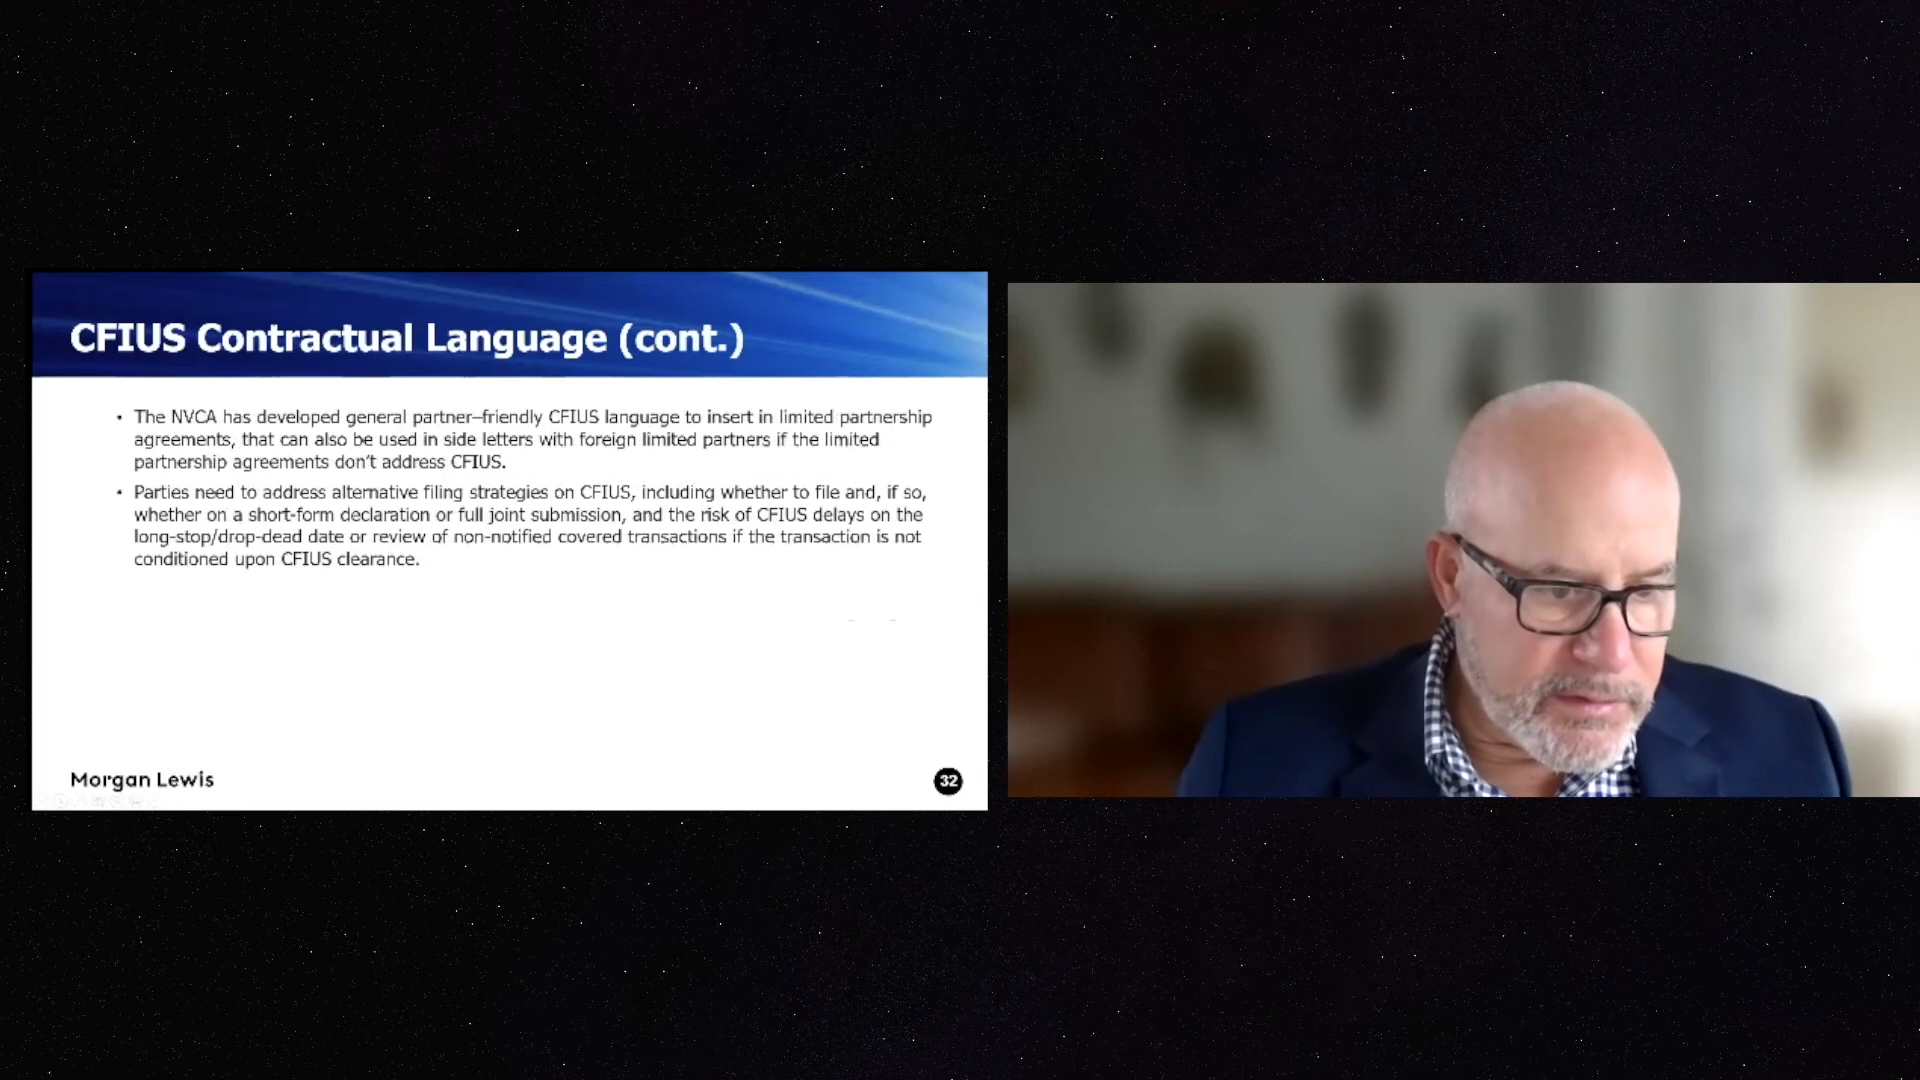 CFIUS Contractual Language (cont.)
• The NVCA has developed general partner–friendly CFIUS language to insert in limited partnership
agreements, that can also be used in side letters with foreign limited partners if the limited
partnership agreements don't address CFIUS.
• Parties need to address alternative filing strategies on CFIUS, including whether to file and, if so,
whether on a short-form declaration or full joint submission, and the risk of CFIUS delays on the
long-stop/drop-dead date or review of non-notified covered transactions if the transaction is not
conditioned upon CFIUS clearance.
Morgan Lewis
32